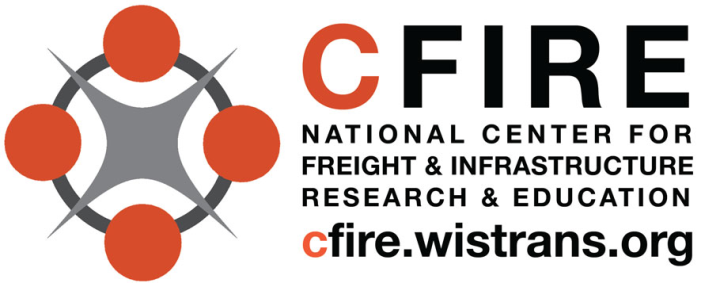 CFIRE
NATIONAL CENTER FOR
FREIGHT & INFRASTRUCTURE
RESEARCH & EDUCATION
cfire.wistrans.org